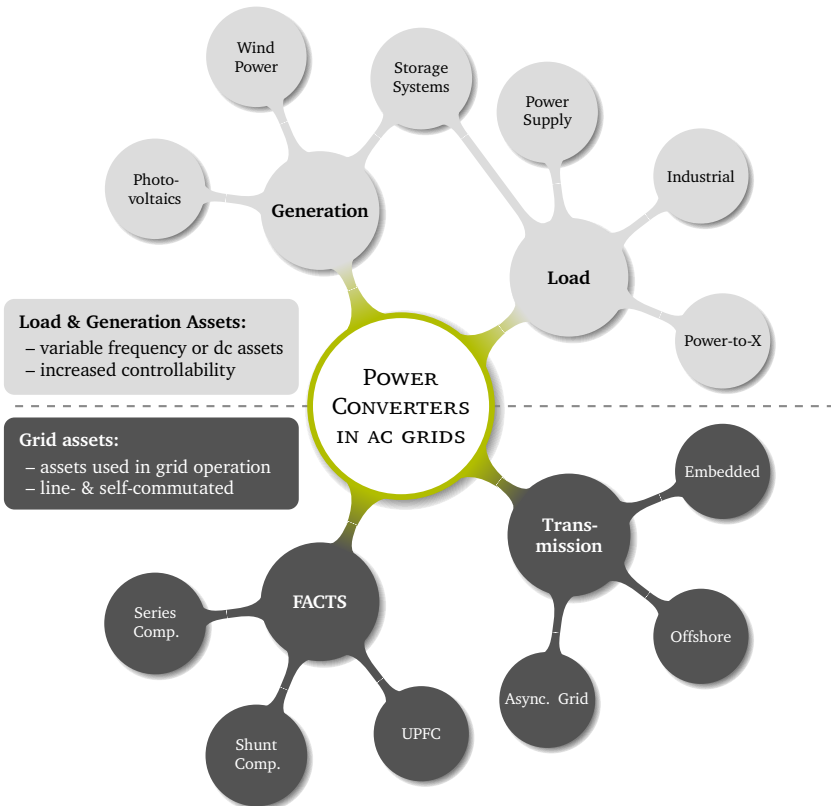 Wind
Power
Storage
Systems
Power
Supply
Photo-
voltaics
Industrial
Generation
Load
Power-to-X
Load & Generation Assets:
– variable frequency or dc assets
– increased controllability
Power
Converters
in ac grids
Grid assets:
– assets used in grid operation
– line- & self-commutated
Embedded
Trans-
mission
FACTS
Series
Comp.
Offshore
Async. Grid
UPFC
Shunt
Comp.